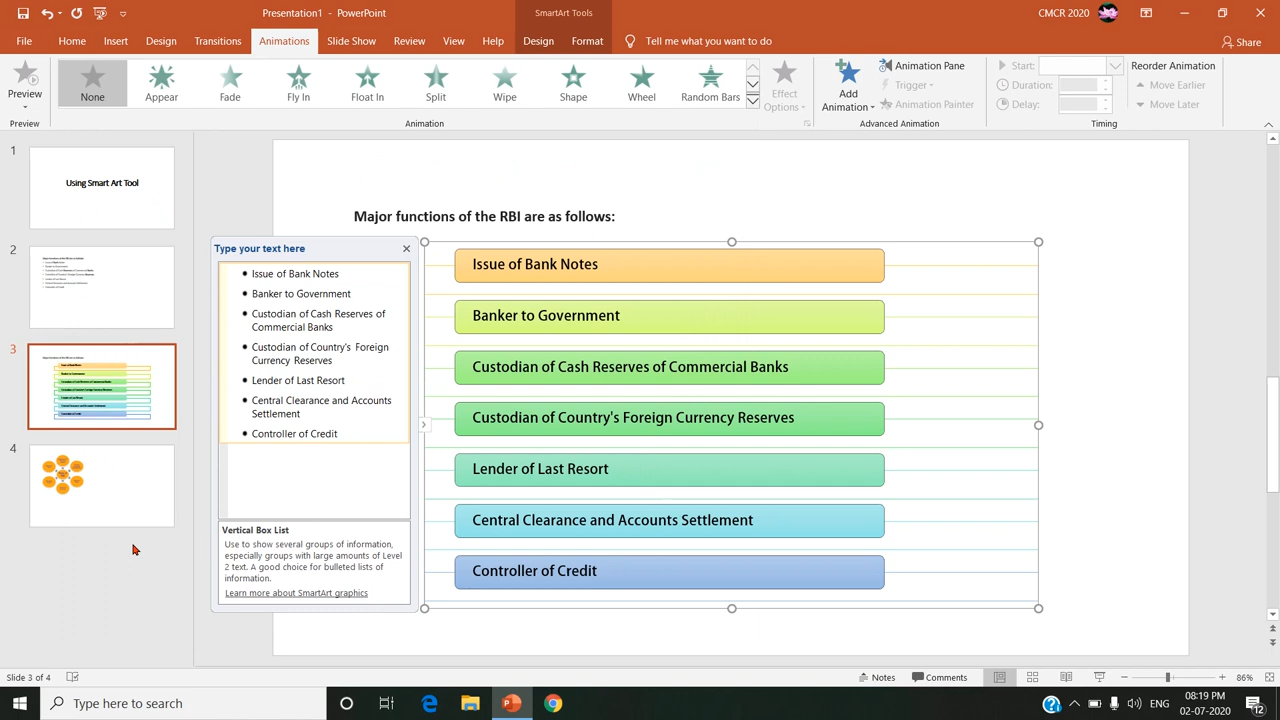 Presentation1 - PowerPoint
SmartArt Tools
CMCR 2020
File Home Insert Design Transitions Animations Slide Show Review View Help Design Format Tell me what you want to do Share
Preview None Appear Fade Fly In Float In Split Wipe Shape Wheel Random Bars Effect Options
Add Animation Animation Pane Start: Reorder Animation
Trigger Duration: Move Earlier
Animation Painter Delay: Move Later
Preview Animation Advanced Animation Timing
1
Using Smart Art Tool
2
3
4
Major functions of the RBI are as follows:
Type your text here
Issue of Bank Notes
Banker to Government
Custodian of Cash Reserves of
Commercial Banks
Custodian of Country's Foreign
Currency Reserves
Lender of Last Resort
Central Clearance and Accounts
Settlement
Controller of Credit
Vertical Box List
Use to show several groups of information,
especially groups with large amounts of Level
2 text. A good choice for bulleted lists of
information.
Learn more about SmartArt graphics
Issue of Bank Notes
Banker to Government
Custodian of Cash Reserves of Commercial Banks
Custodian of Country's Foreign Currency Reserves
Lender of Last Resort
Central Clearance and Accounts Settlement
Controller of Credit
Slide 3 of 4 Notes Comments 86%
Type here to search
ENG
08:19 PM
02-07-2020
12